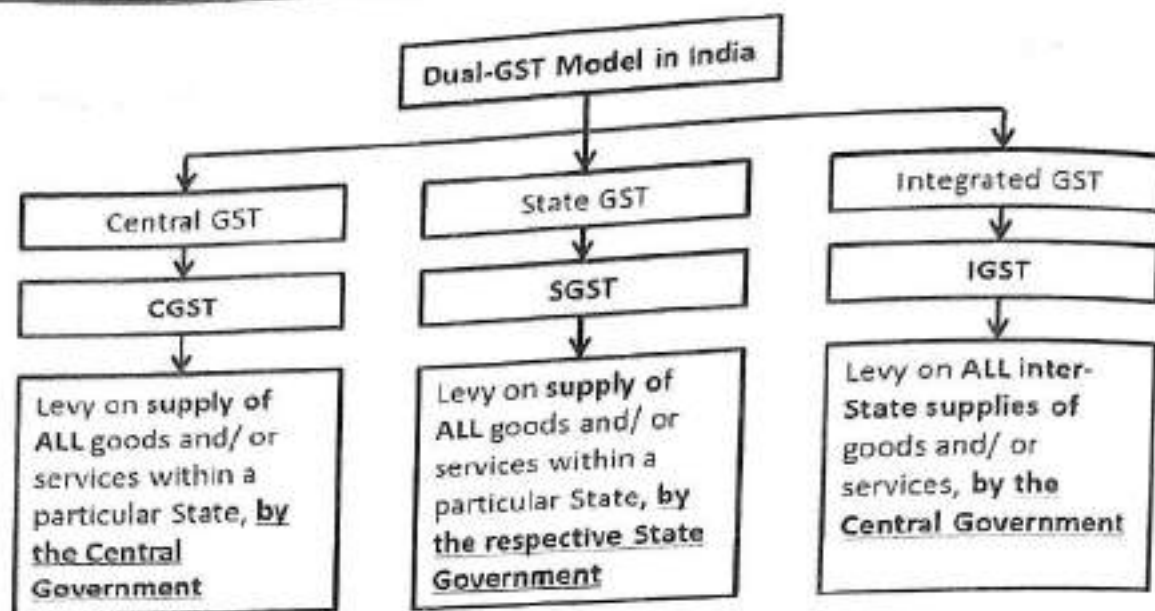 Dual-GST Model in India
Central GST
State GST
Integrated GST
CGST
SGST
IGST
Levy on supply of
ALL goods and/ or
services within a
particular State, by
the Central
Government
Levy on supply of
ALL goods and/ or
services within a
particular State, by
the respective State
Government
Levy on ALL inter-
State supplies of
goods and/ or
services, by the
Central Government